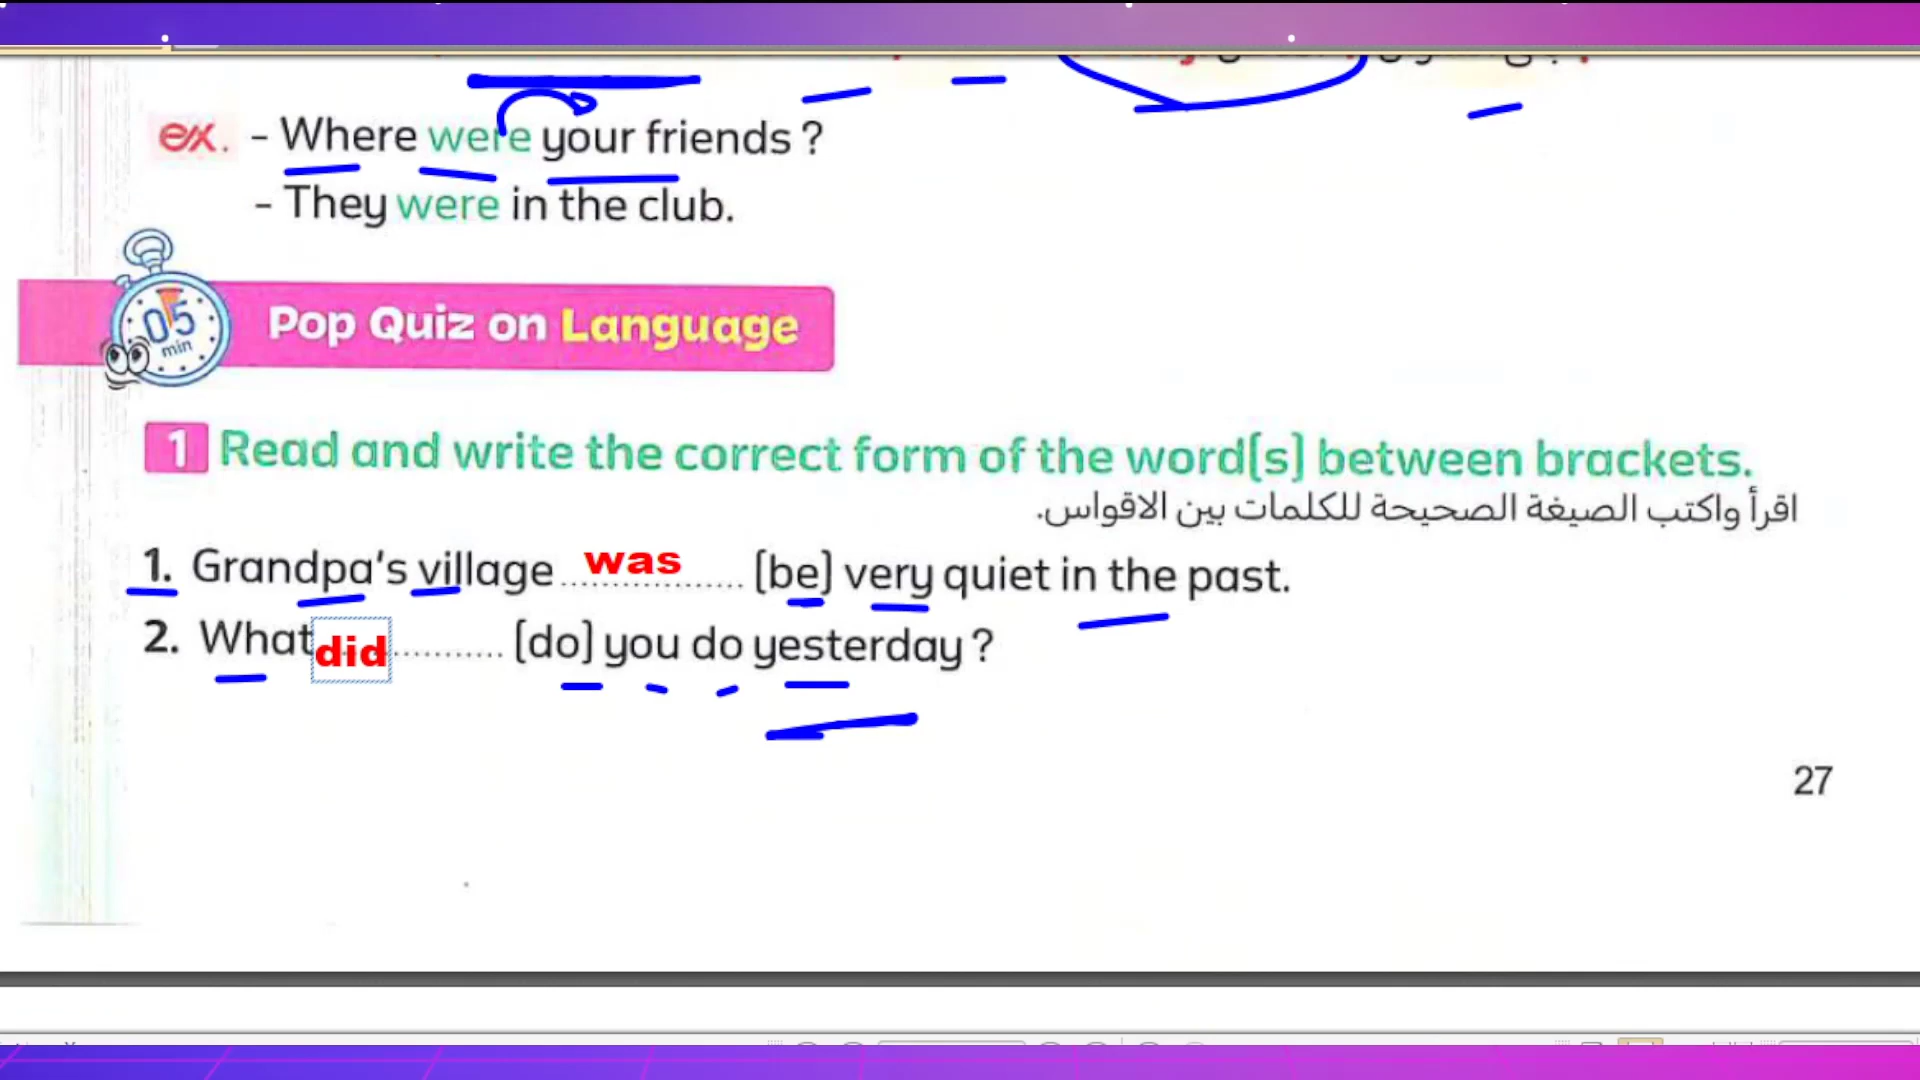 ex. - Where were your friends ?
- They were in the club.
05 min
Pop Quiz on Language
1 Read and write the correct form of the word(s) between brackets.
اقرأ واكتب الصيغة الصحيحة للكلمات بين الاقواس.
1. Grandpa's village ... was ........ [be] very quiet in the past.
2. What did ........... [do] you do yesterday ?
27